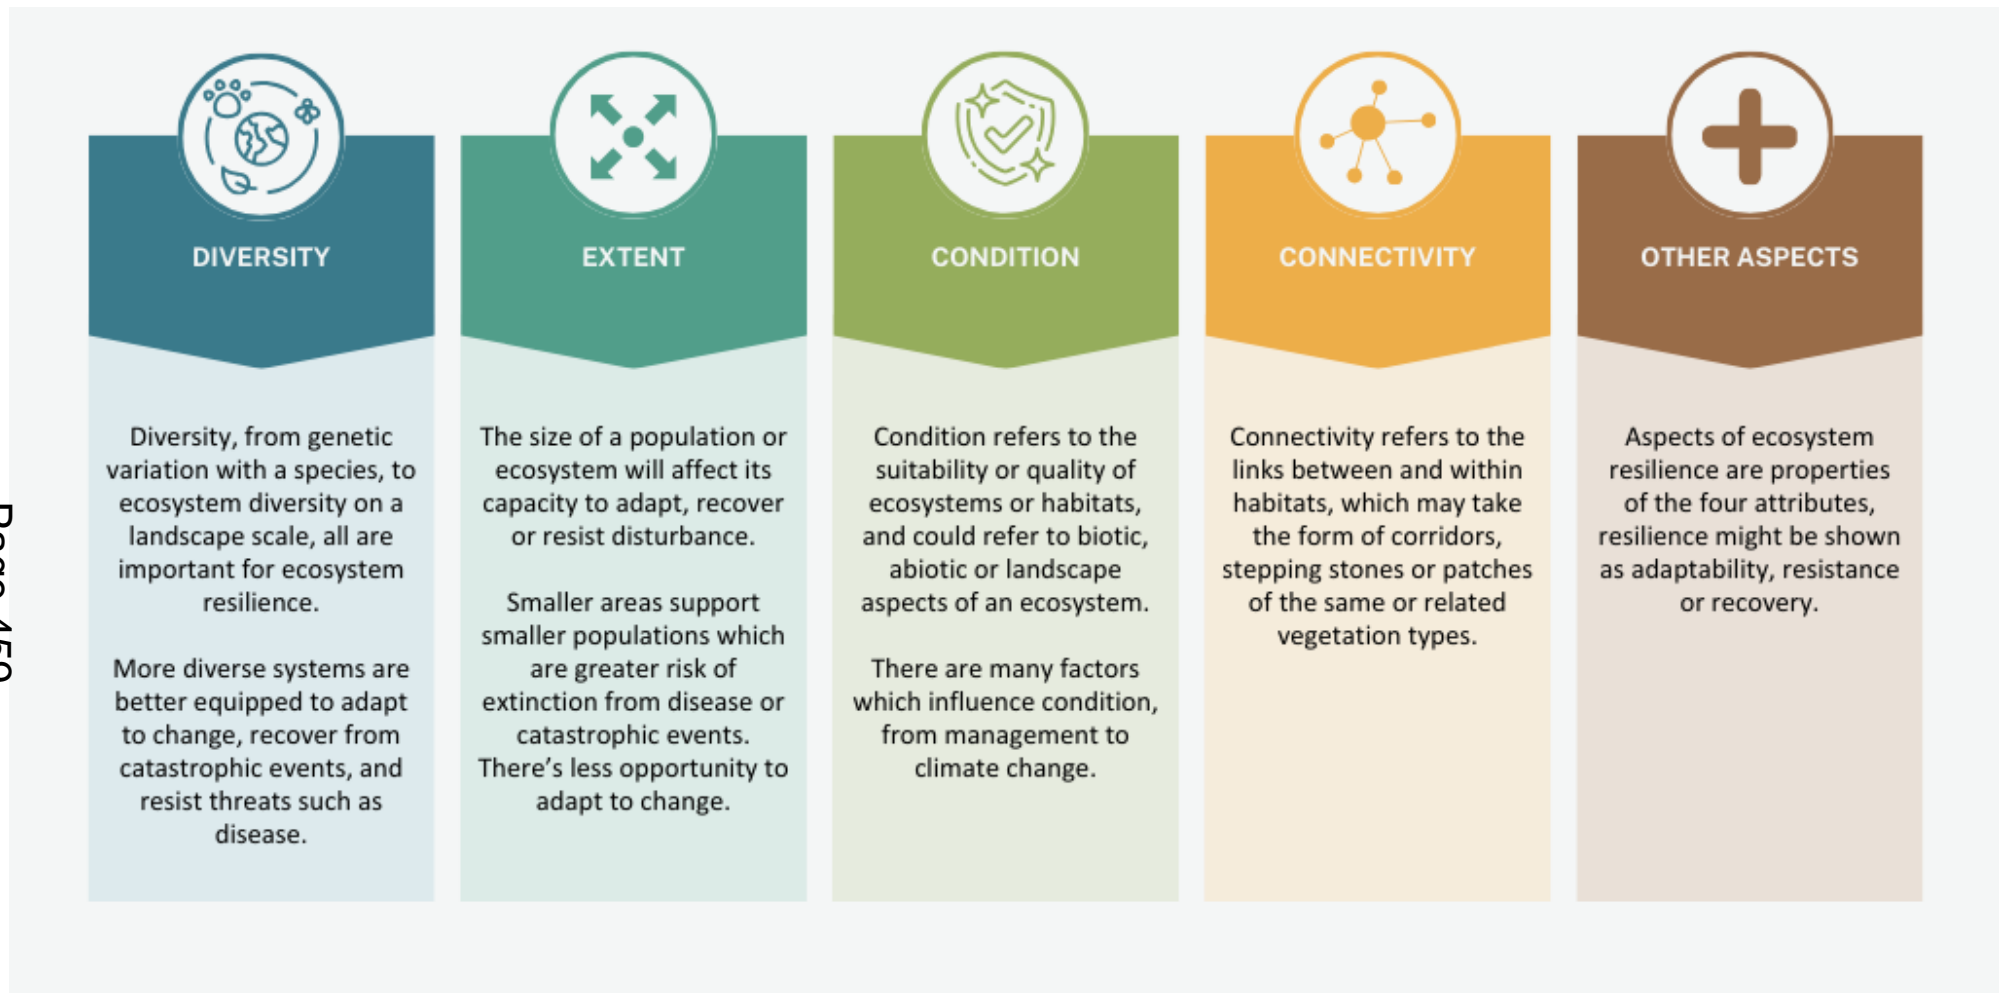 DIVERSITY
Diversity, from genetic
variation with a species, to
ecosystem diversity on a
landscape scale, all are
important for ecosystem
resilience.
More diverse systems are
better equipped to adapt
to change, recover from
catastrophic events, and
resist threats such as
disease.
EXTENT
The size of a population or
ecosystem will affect its
capacity to adapt, recover
or resist disturbance.
Smaller areas support
smaller populations which
are greater risk of
extinction from disease or
catastrophic events.
There's less opportunity to
adapt to change.
CONDITION
Condition refers to the
suitability or quality of
ecosystems or habitats,
and could refer to biotic,
abiotic or landscape
aspects of an ecosystem.
There are many factors
which influence condition,
from management to
climate change.
CONNECTIVITY
Connectivity refers to the
links between and within
habitats, which may take
the form of corridors,
stepping stones or patches
of the same or related
vegetation types.
OTHER ASPECTS
Aspects of ecosystem
resilience are properties
of the four attributes,
resilience might be shown
as adaptability, resistance
or recovery.